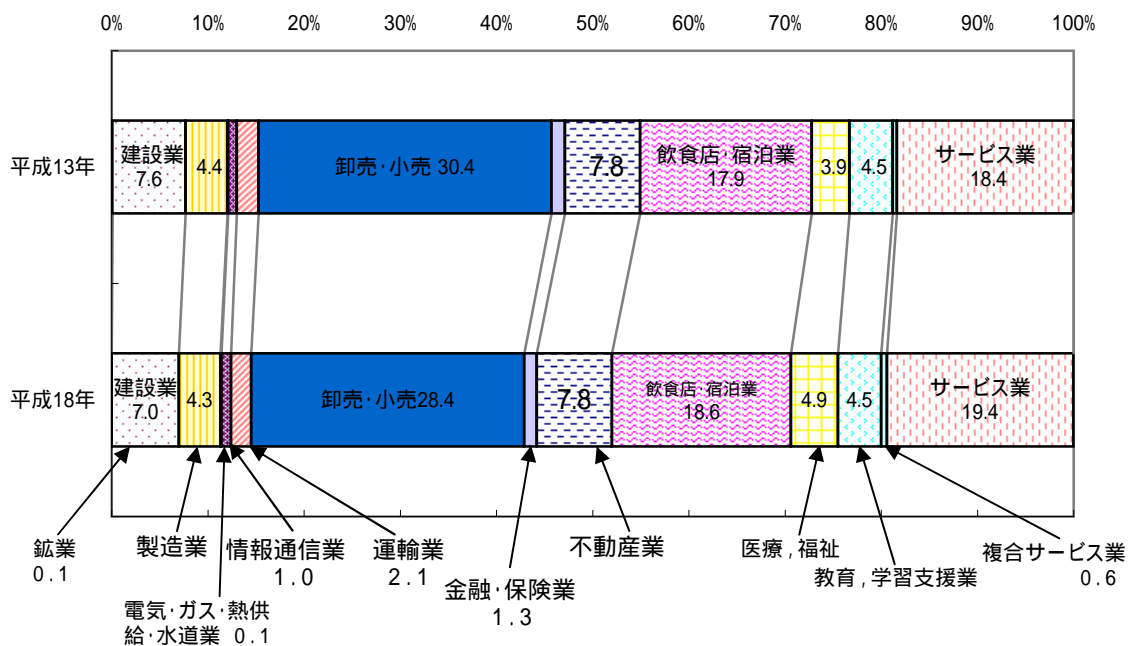 0% 10% 20% 30% 40% 50% 60% 70% 80% 90% 100%
平成13年
建設業
7.6
4.4
卸売・小売 30.4
7.8
飲食店・宿泊業
17.9
3.9
4.5
サービス業
18.4
平成18年
建設業
7.0
4.3
卸売・小売28.4
7.8
飲食店・宿泊業
18.6
4.9
4.5
サービス業
19.4
鉱業
0.1
製造業
電気・ガス・熱供
給・水道業 0.1
情報通信業
1.0
運輸業
2.1
金融・保険業
1.3
不動産業
医療,福祉
教育,学習支援業
複合サービス業
0.6